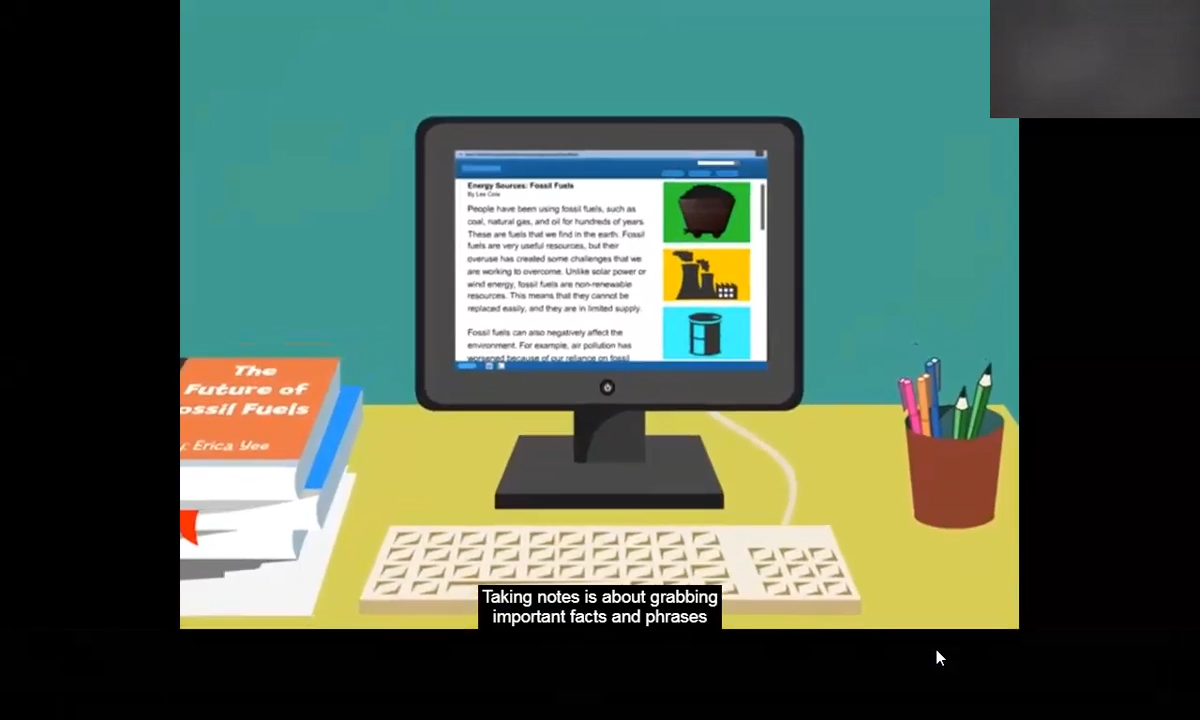 Energy Sources: Fossil Fuels
By Lee Cole
People have been using fossil fuels, such as
coal, natural gas, and oil for hundreds of years.
These are fuels that we find in the earth. Fossil
fuels are very useful resources, but their
overuse has created some challenges that we
are working to overcome. Unlike solar power or
wind energy, fossil fuels are non-renewable
resources. This means that they cannot be
replaced easily, and they are in limited supply.
Fossil fuels can also negatively affect the
environment. For example, air pollution has
worsened because of our reliance on fossil
The
Future of
ossil Fuels
y: Erica Yee
Taking notes is about grabbing
important facts and phrases